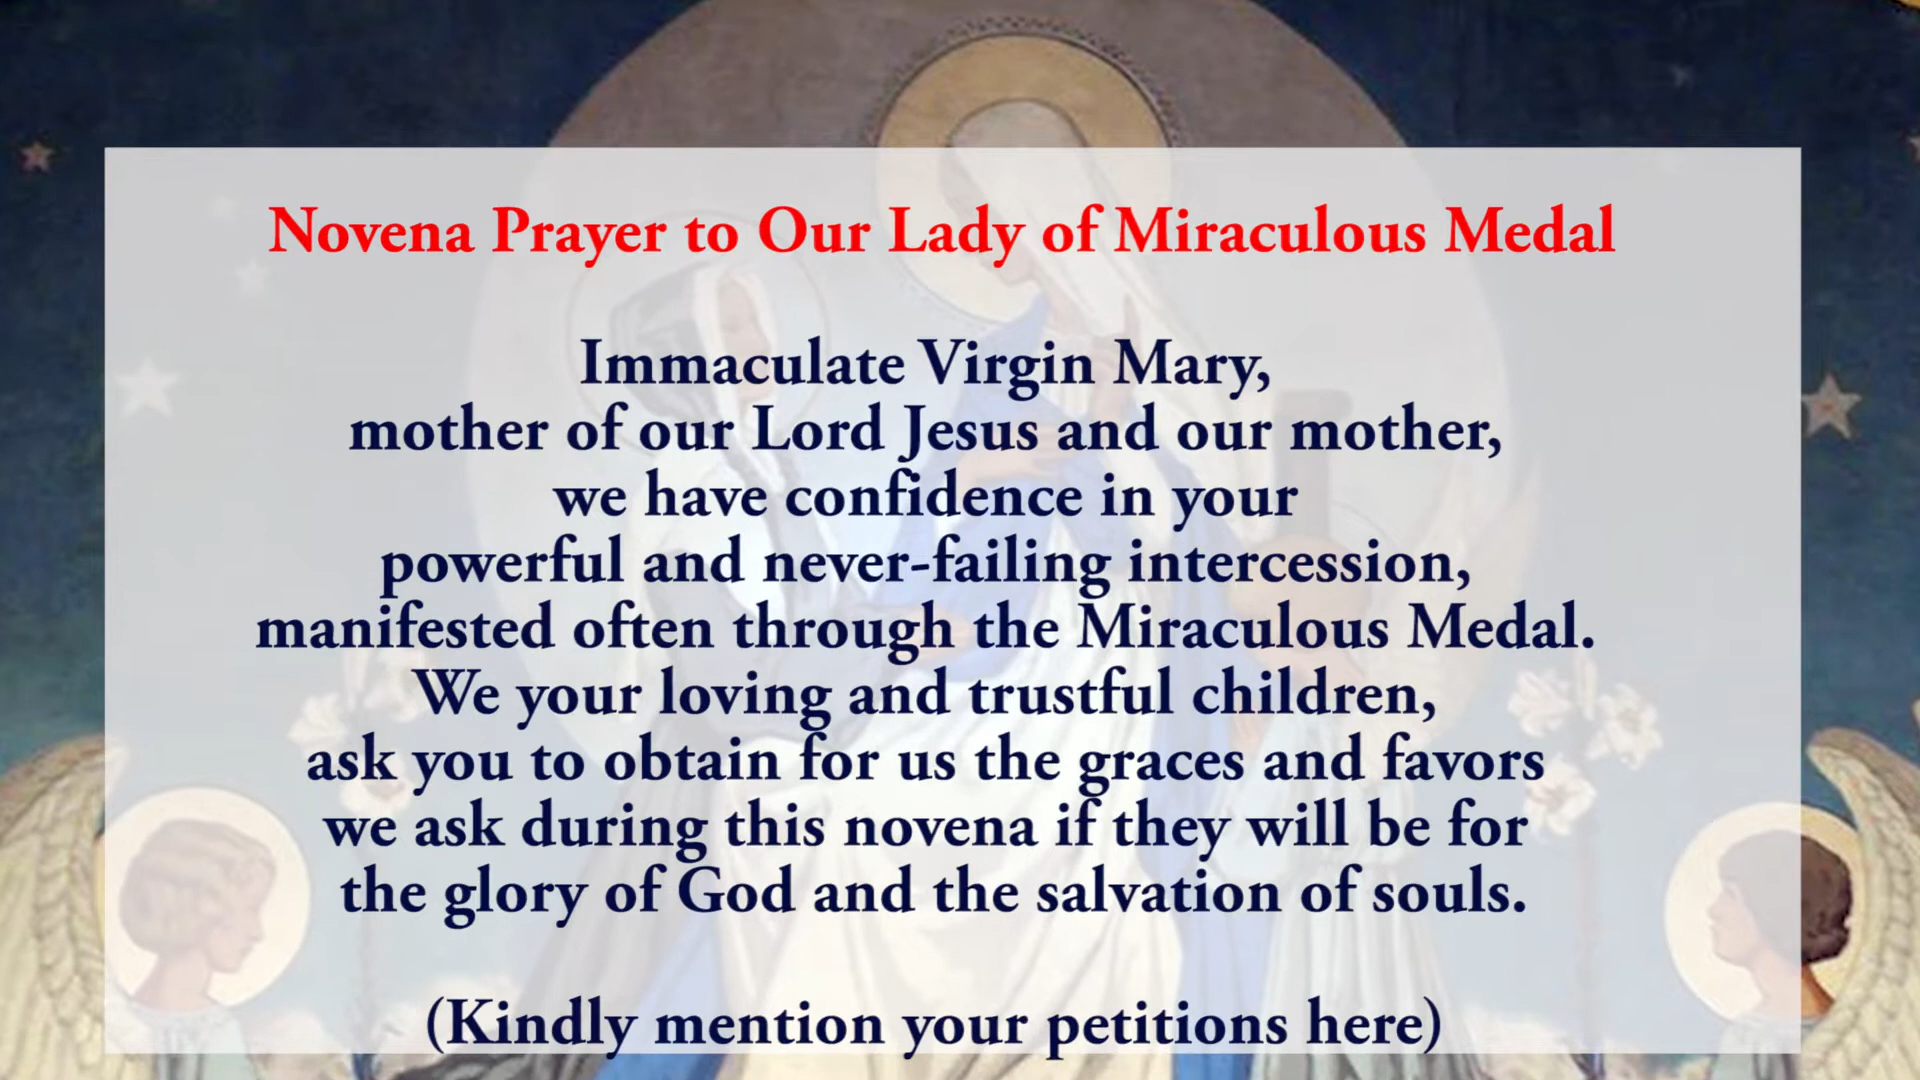 Novena Prayer to Our Lady of Miraculous Medal
Immaculate Virgin Mary,
mother of our Lord Jesus and our mother,
we have confidence in your
powerful and never-failing intercession,
manifested often through the Miraculous Medal.
We your loving and trustful children,
ask you to obtain for us the graces and favors
we ask during this novena if they will be for
the glory of God and the salvation of souls.
(Kindly mention your petitions here)